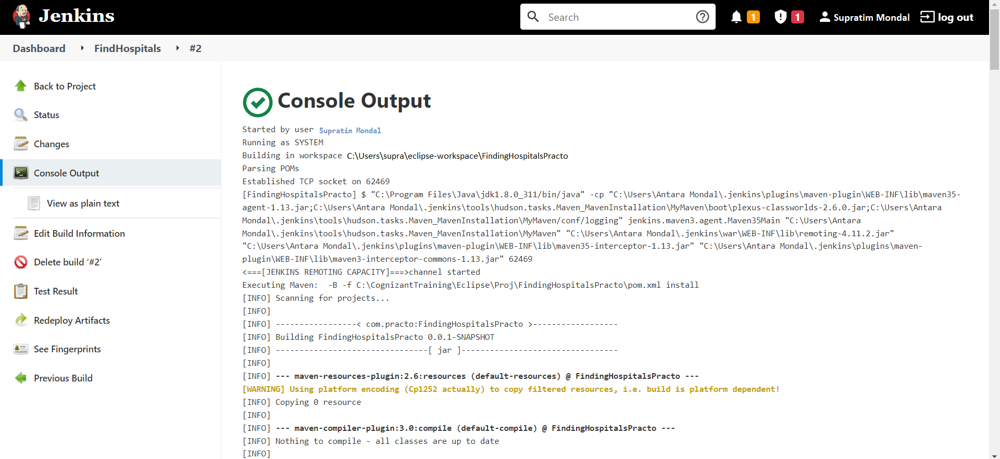 Jenkins
Search
1
1
Supratim Mondal
log out
Dashboard
FindHospitals
#2
Back to Project
Status
Changes
Console Output
View as plain text
Edit Build Information
Delete build ‘#2’
Test Result
Redeploy Artifacts
See Fingerprints
Previous Build
Console Output
Started by user Supratim Mondal
Running as SYSTEM
Building in workspace C:\Users\supra\eclipse-workspace\FindingHospitalsPracto
Parsing POMs
Established TCP socket on 62469
[FindingHospitalsPracto] $ "C:\Program Files\Java\jdk1.8.0_311/bin/java" -cp "C:\Users\Antara Mondal\.jenkins\plugins\maven-plugin\WEB-INF\lib\maven35-
agent-1.13.jar;C:\Users\Antara Mondal\.jenkins\tools\hudson.tasks.Maven_MavenInstallation\MyMaven\boot\plexus-classworlds-2.6.0.jar;C:\Users\Antara
Mondal\.jenkins\tools\hudson.tasks.Maven_MavenInstallation\MyMaven/conf/logging" jenkins.maven3.agent.Maven35Main "C:\Users\Antara
Mondal\.jenkins\tools\hudson.tasks.Maven_MavenInstallation\MyMaven" "C:\Users\Antara Mondal\.jenkins\war\WEB-INF\lib\remoting-4.11.2.jar"
"C:\Users\Antara Mondal\.jenkins\plugins\maven-plugin\WEB-INF\lib\maven35-interceptor-1.13.jar" "C:\Users\Antara Mondal\.jenkins\plugins\maven-
plugin\WEB-INF\lib\maven3-interceptor-commons-1.13.jar" 62469
<===[JENKINS REMOTING CAPACITY]===>channel started
Executing Maven:  -B -f C:\CognizantTraining\Eclipse\Proj\FindingHospitalsPracto\pom.xml install
[INFO] Scanning for projects...
[INFO]
[INFO] -----------------< com.practo:FindingHospitalsPracto >------------------
[INFO] Building FindingHospitalsPracto 0.0.1-SNAPSHOT
[INFO] --------------------------------[ jar ]---------------------------------
[INFO]
[INFO] --- maven-resources-plugin:2.6:resources (default-resources) @ FindingHospitalsPracto ---
[WARNING] Using platform encoding (Cp1252 actually) to copy filtered resources, i.e. build is platform dependent!
[INFO] Copying 0 resource
[INFO]
[INFO] --- maven-compiler-plugin:3.0:compile (default-compile) @ FindingHospitalsPracto ---
[INFO] Nothing to compile - all classes are up to date
[INFO]